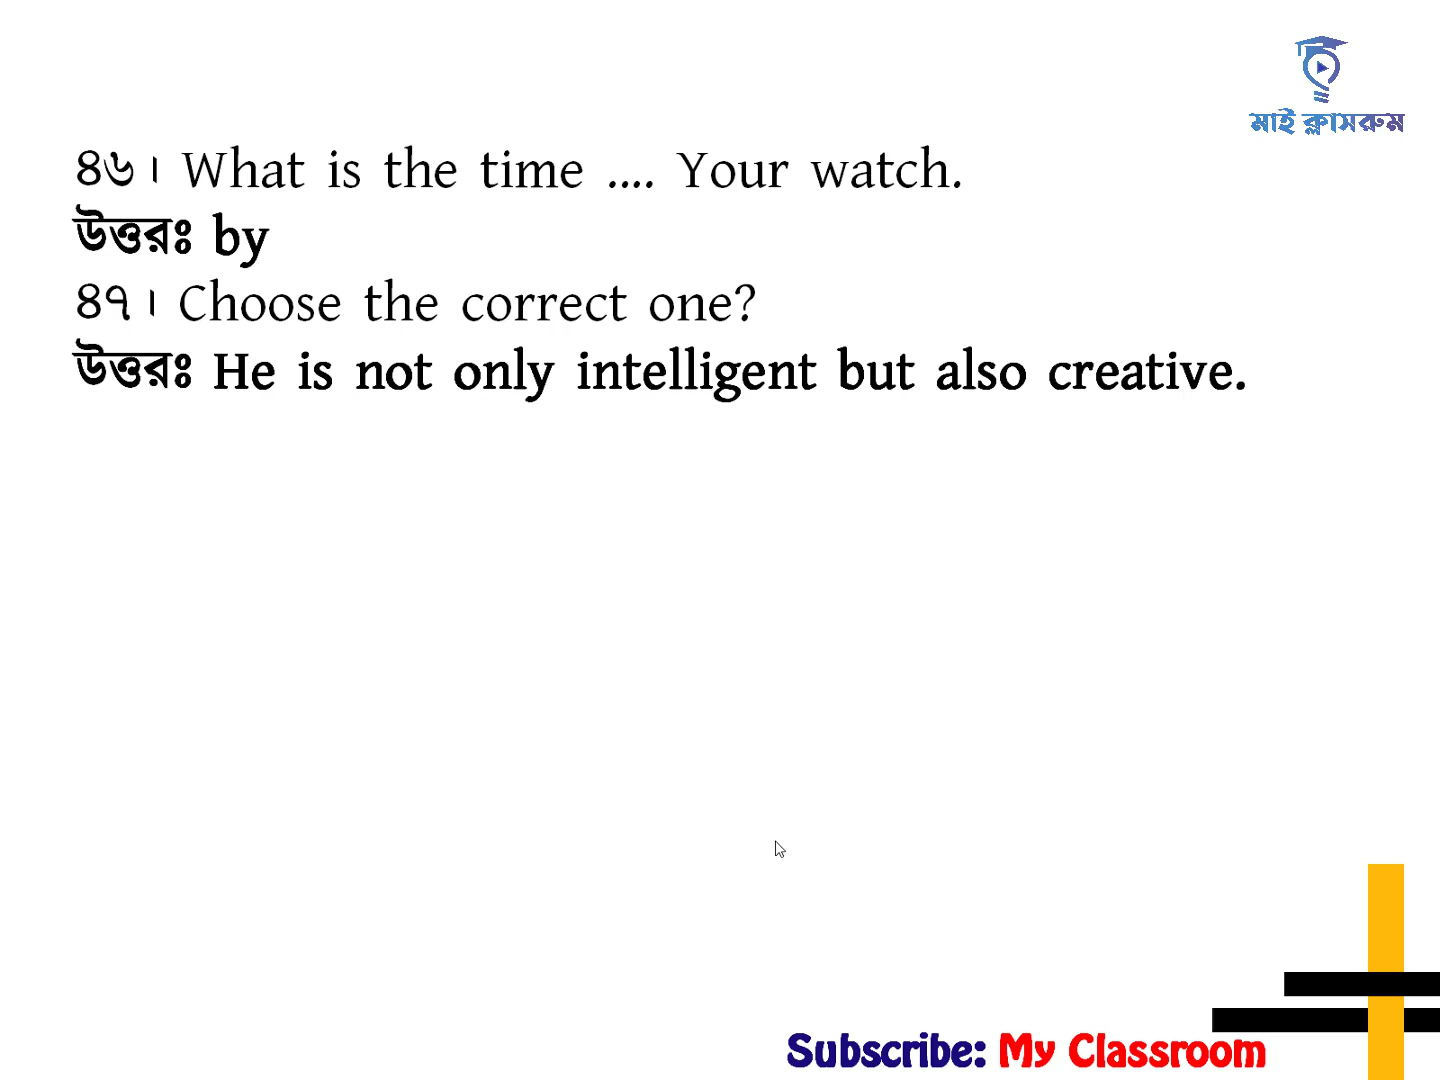 মাই ক্লাসরুম
৪৬। What is the time .... Your watch.
উত্তরঃ by
৪৭। Choose the correct one?
উত্তরঃ He is not only intelligent but also creative.
Subscribe: My Classroom